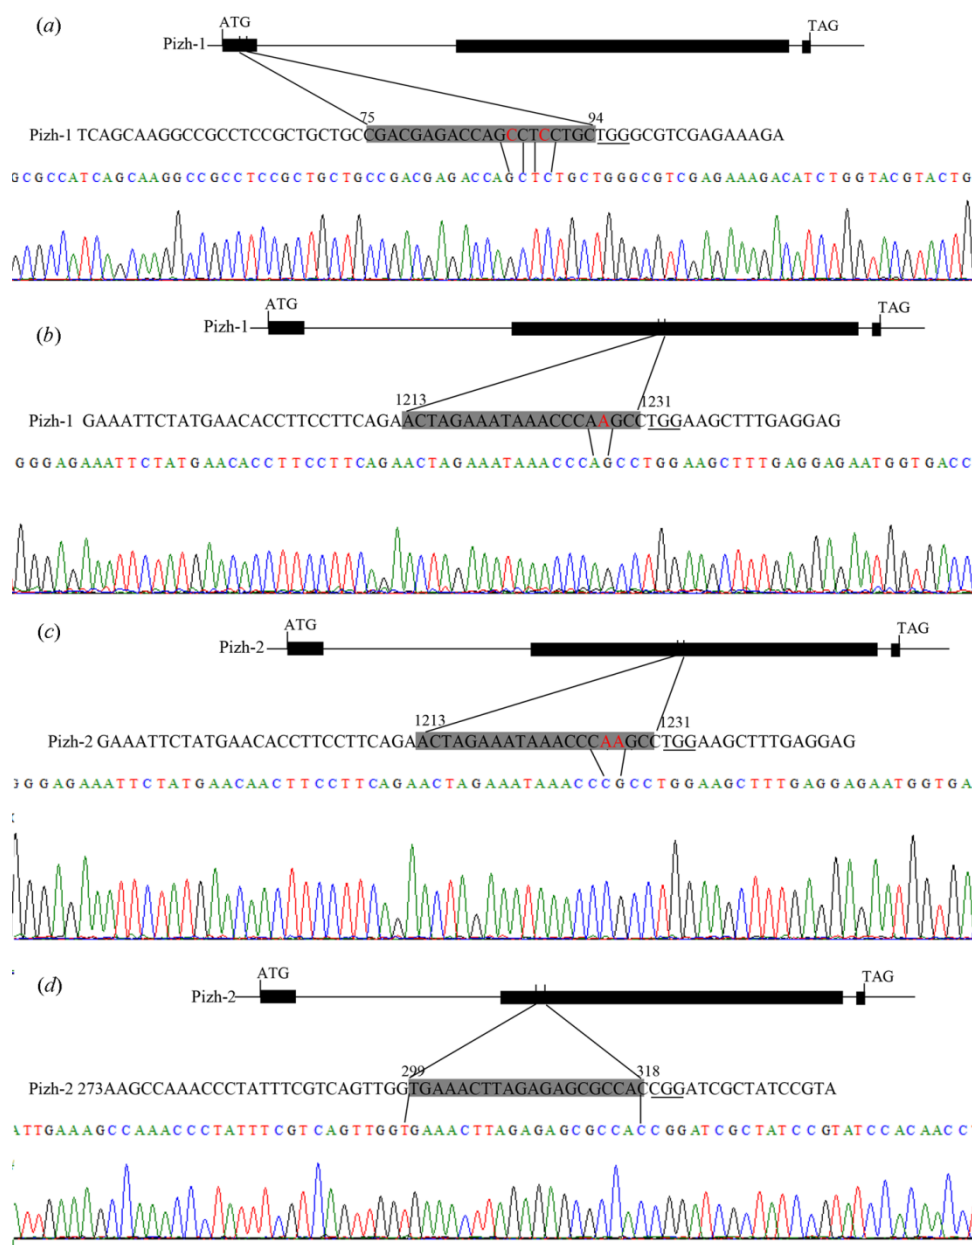 (a)
ATG
TAG
Pizh-1
75
94
Pizh-1 TCAGCAAGGCCGCCTCCGCTGCTGCCGACGAGACCAGCCTCCTGCTGGGCGTCGAGAAAGA
GCGCCATCAGCAAGGCCGCCTCCGCTGCTGCCGACGAGACCAGCTCTGCTGGGCGTCGAGAAAGACATCTGGTACGTACTG
(b)
ATG
TAG
Pizh-1
1213
1231
Pizh-1 GAAATTCTATGAACACCTTCCTTCAGAACTAGAAATAAACCCAAGCCTGGAAGCTTTGAGGAG
GGGAGAAATTCTATGAACACCTTCCTTCAGAACTAGAAATAAACCCAGCCTGGAAGCTTTGAGGAGAATGGTGACC
(c)
ATG
TAG
Pizh-2
1213
1231
Pizh-2 GAAATTCTATGAACACCTTCCTTCAGAACTAGAAATAAACCCAAGCCTGGAAGCTTTGAGGAG
GGGAGAAATTCTATGAACAACTTCCTTCAGAACTAGAAATAAACCCGCCTGGAAGCTTTGAGGAGAATGGTGA
(d)
ATG
TAG
Pizh-2
299
318
Pizh-2 273AAGCCAAACCCTATTTCGTCAGTTGGTGAAACTTAGAGAGCGCCACCGGATCGCTATCCGTA
ATTGAAAGCCAAACCCTATTTCGTCAGTTGGTGAAACTTAGAGAGCGCCACCGGATCGCTATCCGTATCCACAACC